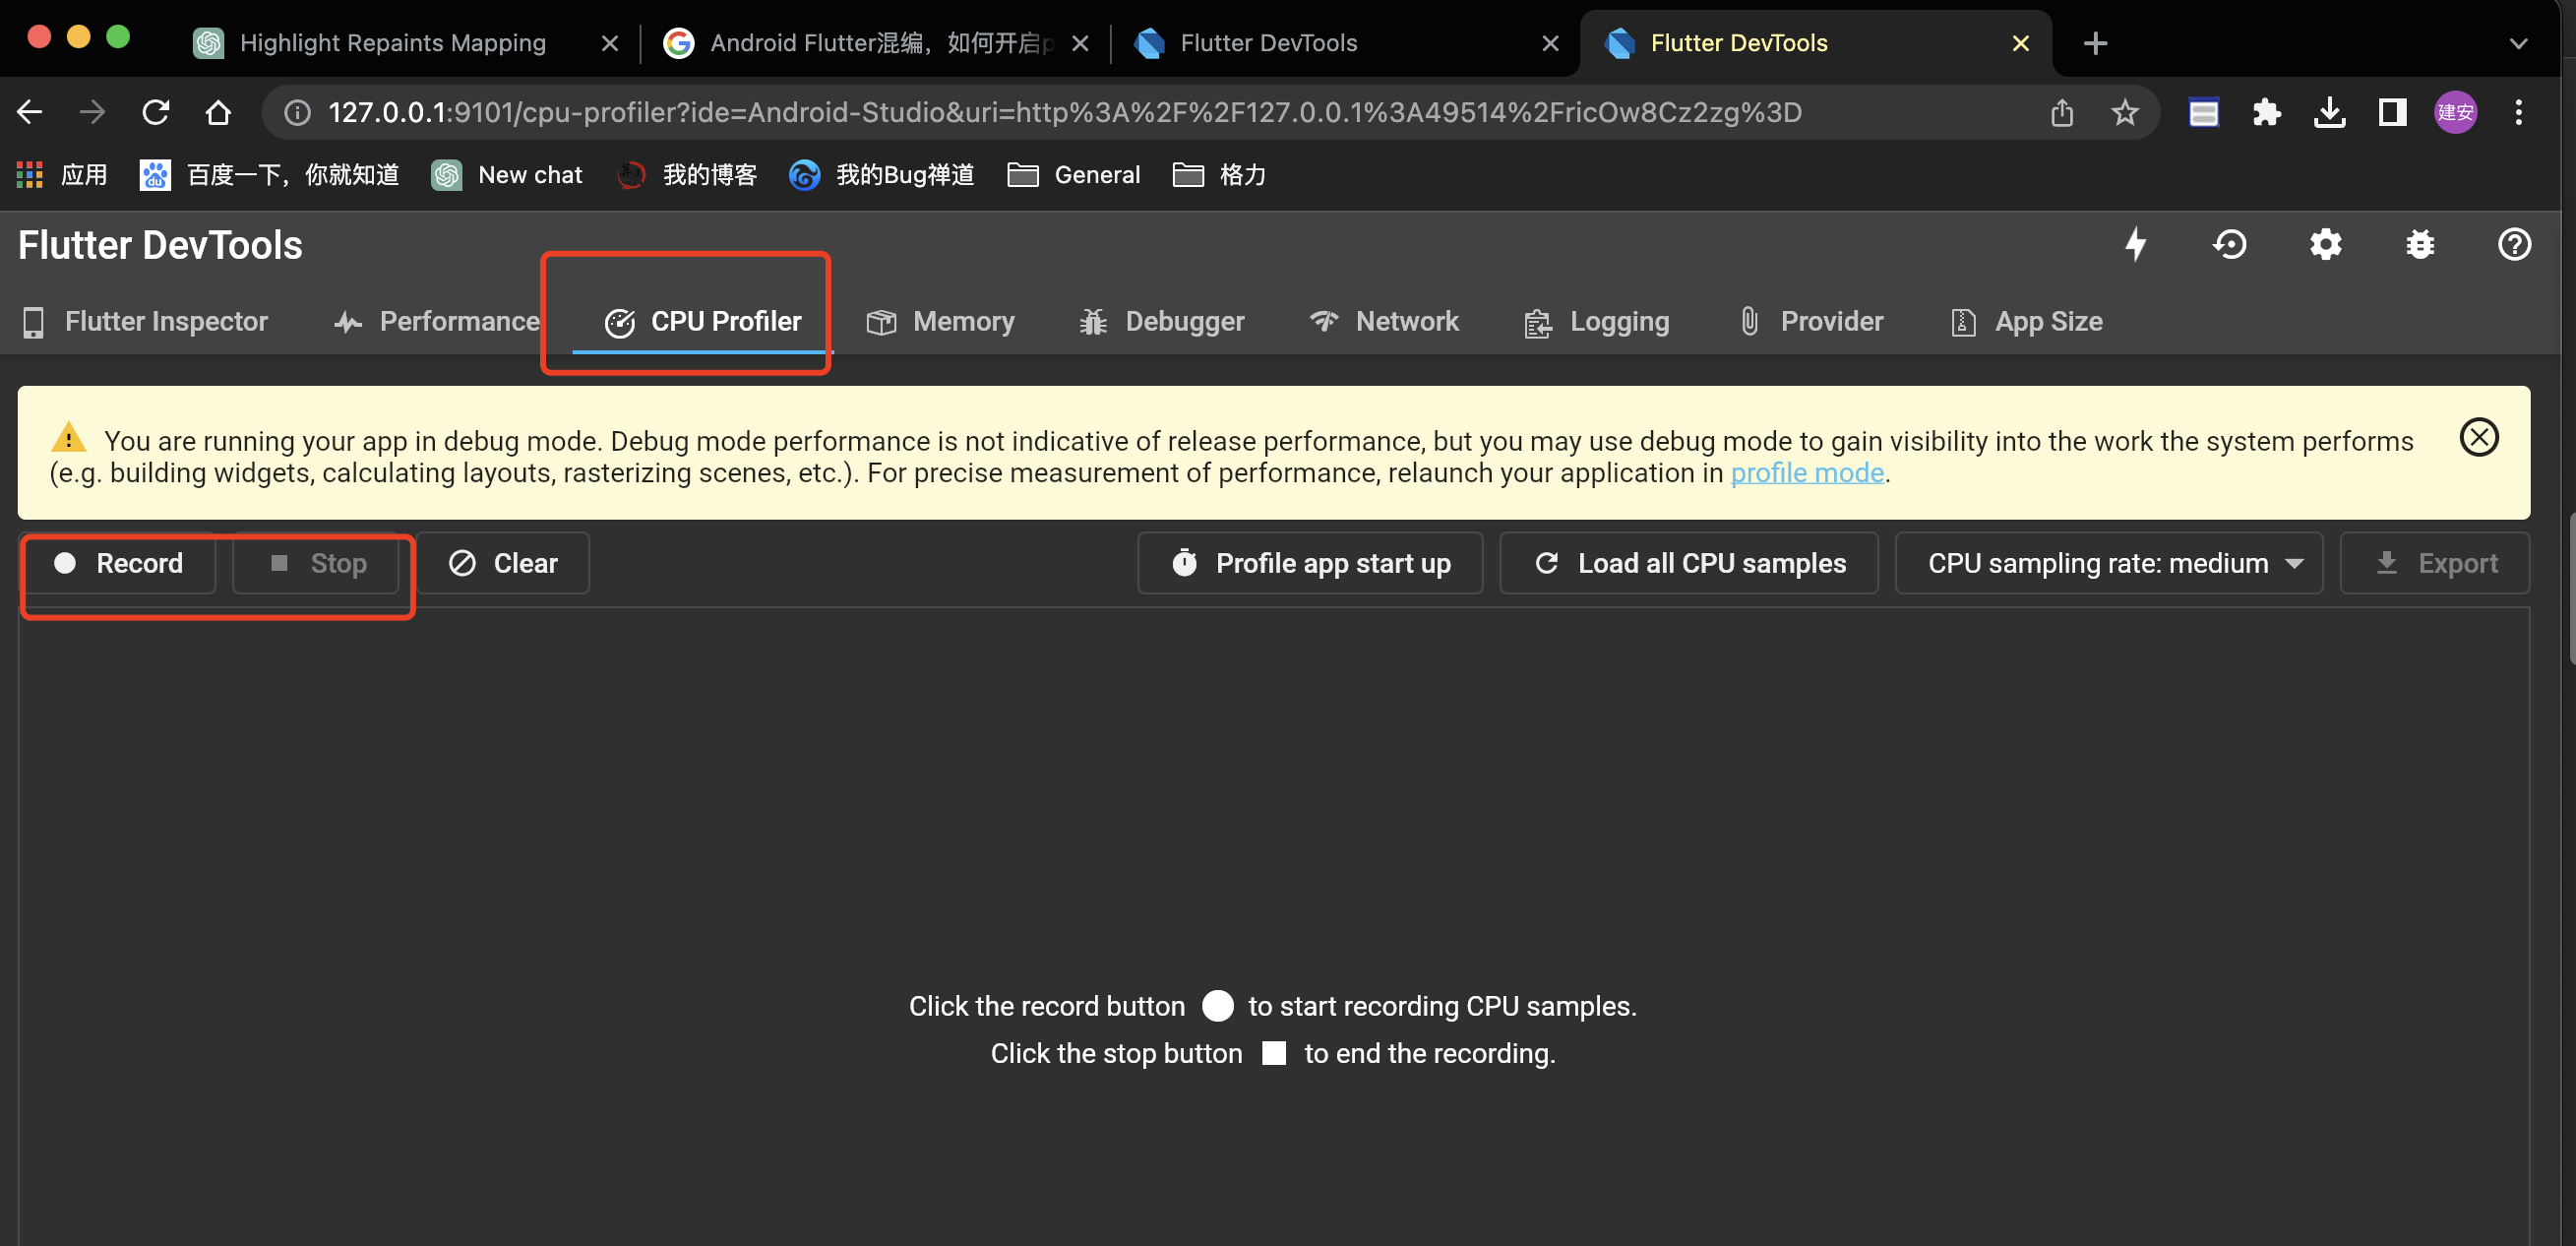 Highlight Repaints Mapping
Android Flutter混编，如何开启p
Flutter DevTools
Flutter DevTools
127.0.0.1:9101/cpu-profiler?ide=Android-Studio&uri=http%3A%2F%2F127.0.0.1%3A49514%2FricOw8Cz2zg%3D
建安
应用
du
百度一下，你就知道
New chat
我的博客
我的Bug禅道
General
格力
Flutter DevTools
Flutter Inspector
Performance
CPU Profiler
Memory
Debugger
Network
Logging
Provider
App Size
You are running your app in debug mode. Debug mode performance is not indicative of release performance, but you may use debug mode to gain visibility into the work the system performs
(e.g. building widgets, calculating layouts, rasterizing scenes, etc.). For precise measurement of performance, relaunch your application in profile mode.
Record
Stop
Clear
Profile app start up
Load all CPU samples
CPU sampling rate: medium
Export
Click the record button to start recording CPU samples.
Click the stop button to end the recording.